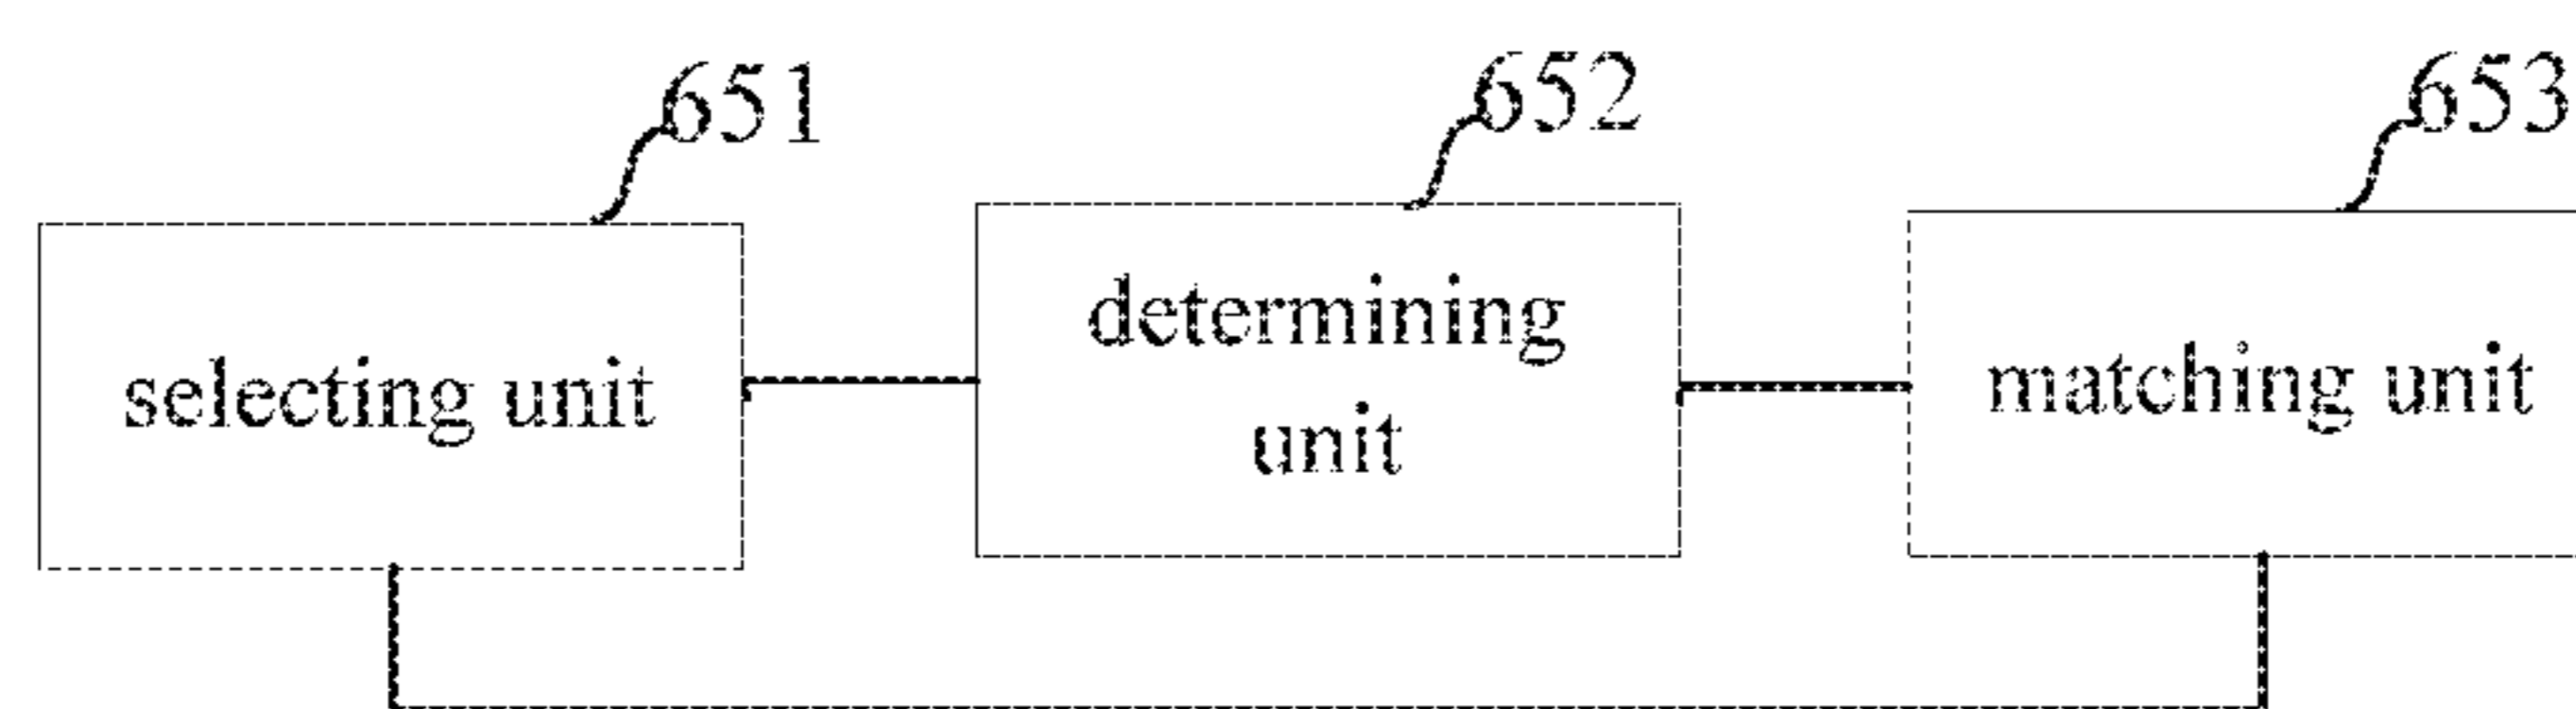 651
652
653
selecting unit
determining
unit
matching unit